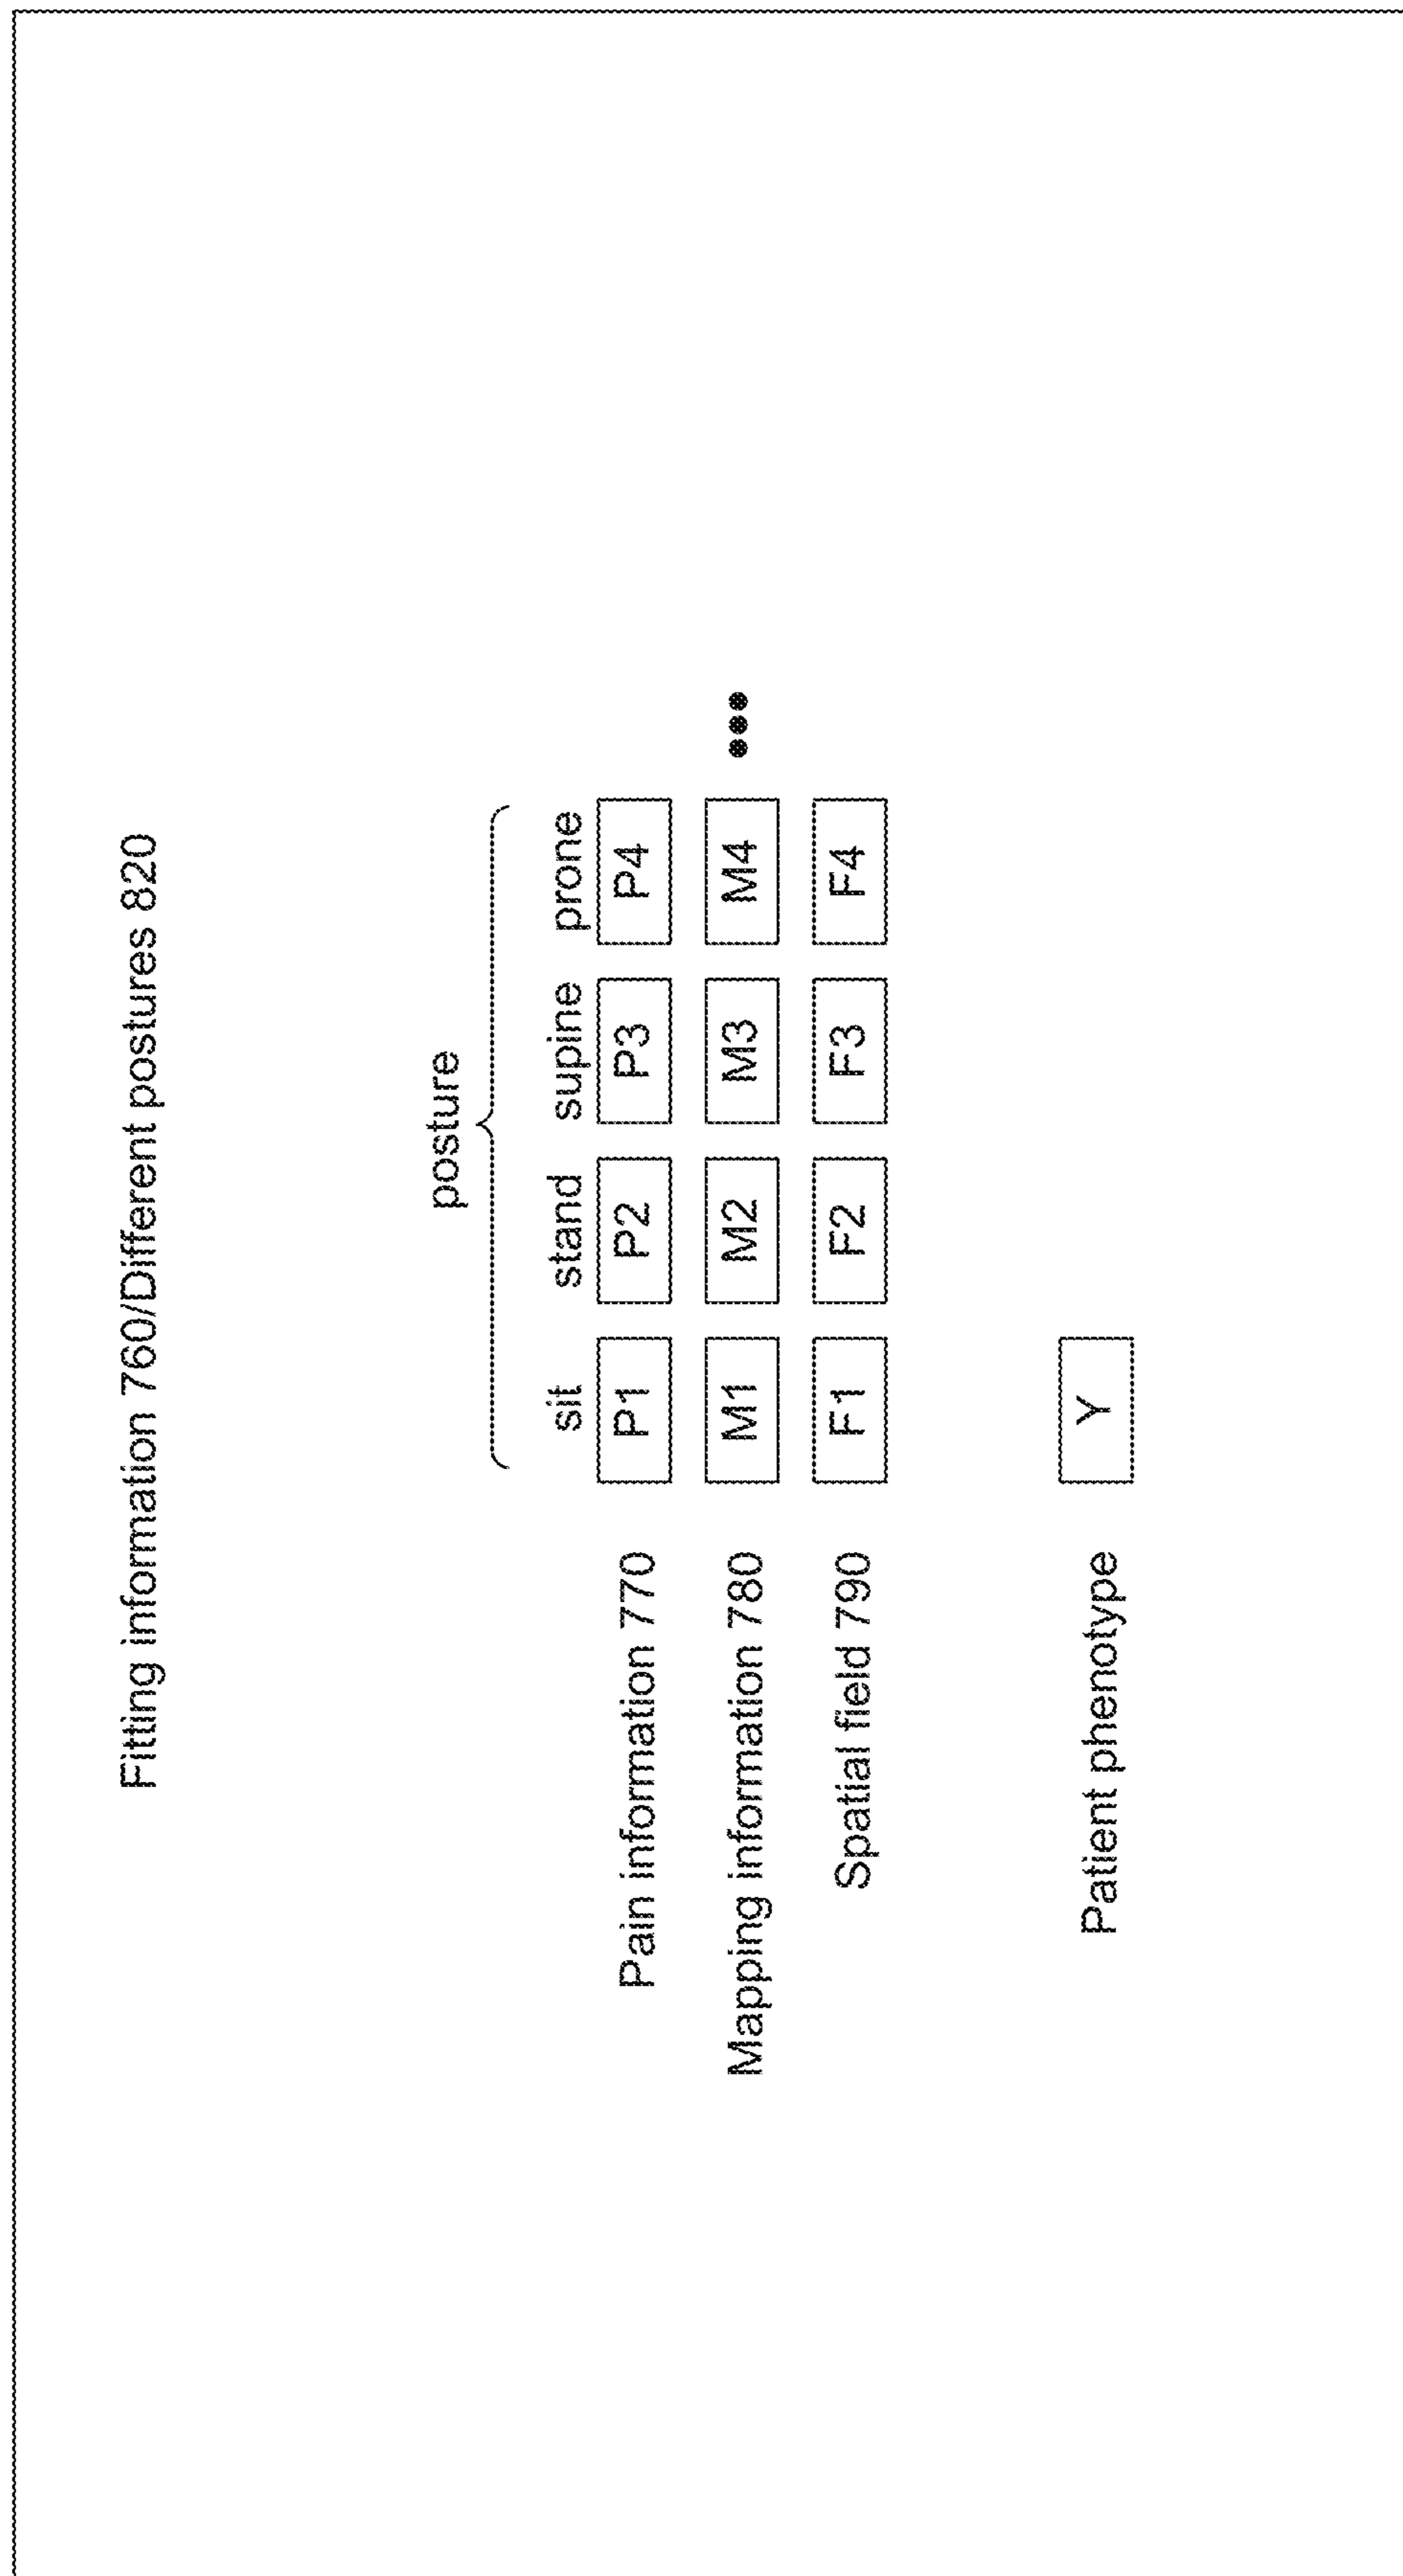 Fitting information 760/Different postures 820
posture
sit stand supine prone
Pain information 770 P1 P2 P3 P4
Mapping information 780 M1 M2 M3 M4 •••
Spatial field 790 F1 F2 F3 F4
Patient phenotype Y